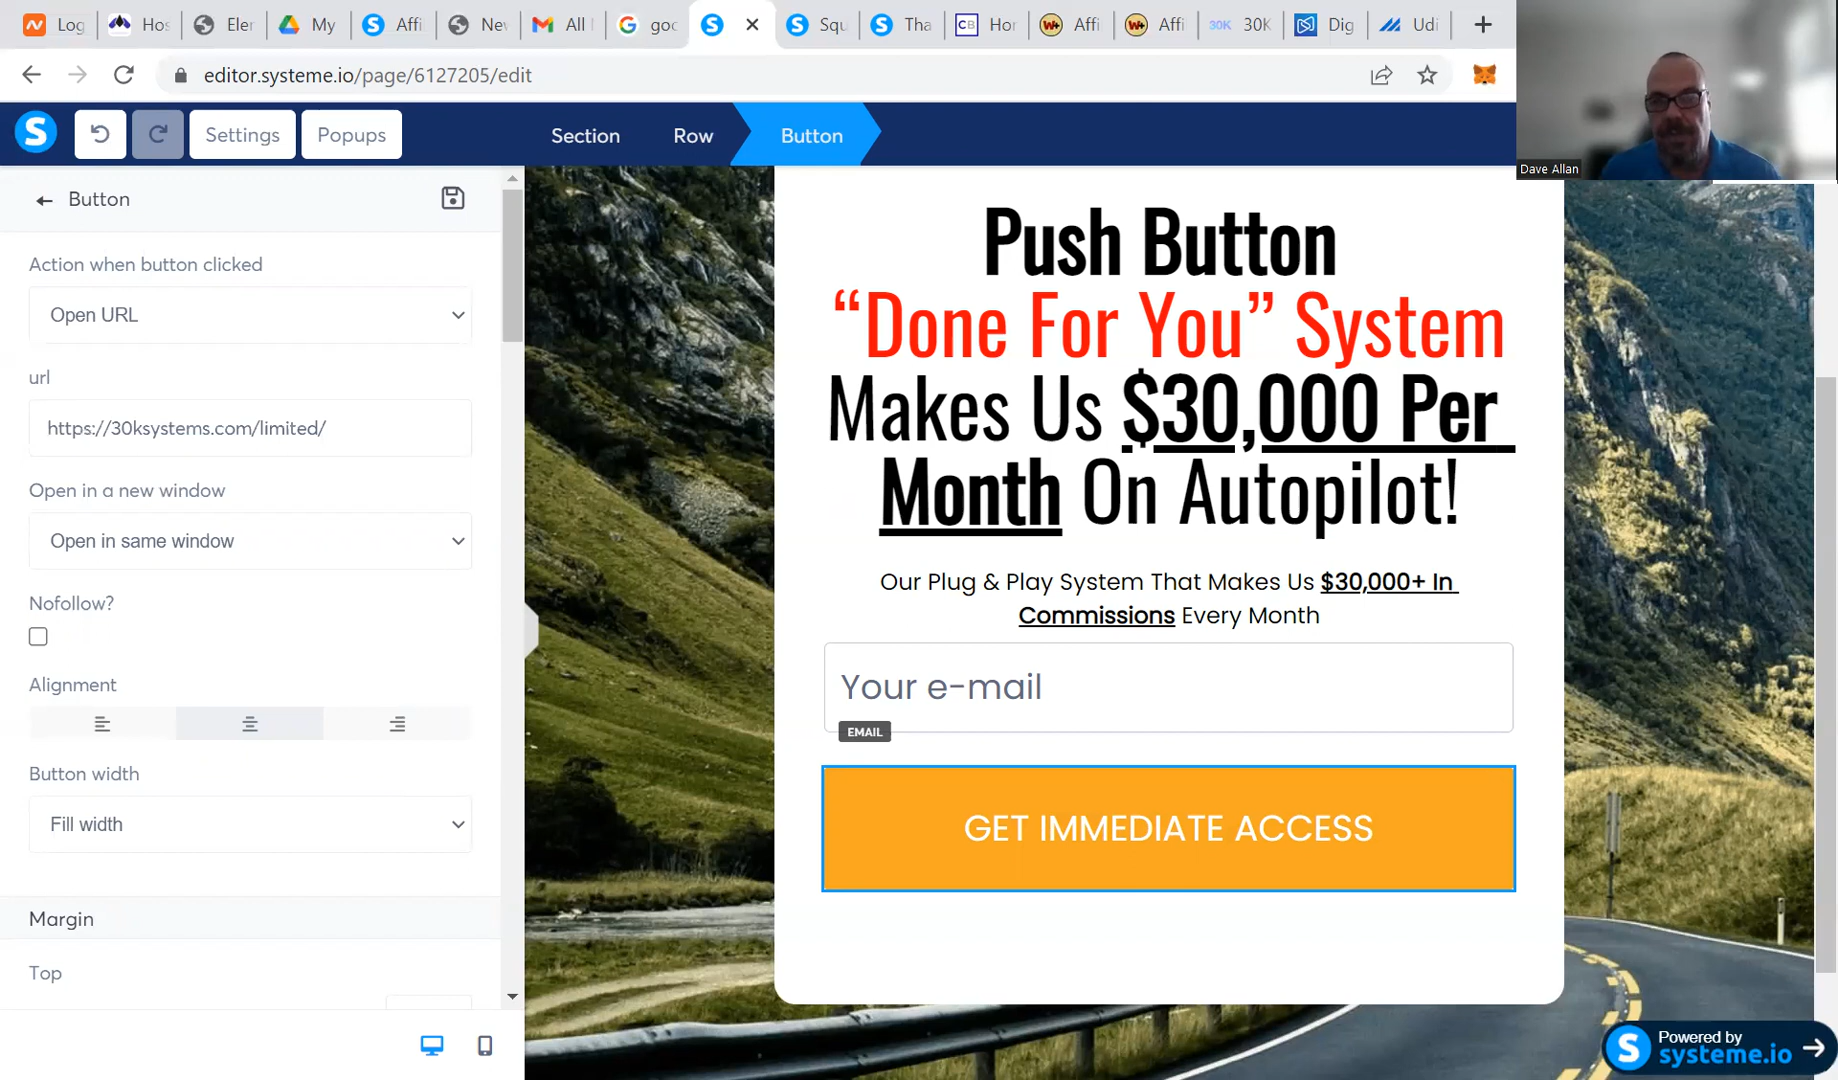 Log
Hos
Eler
My
Affi
Nev
All
goo
Squ
Tha
CB
Hor
W+
Affi
W+
Affi
30K
30K
Dig
Udi
editor.systeme.io/page/6127205/edit
Dave Allan
S
Settings
Popups
Section
Row
Button
Button
Action when button clicked
Open URL
url
https://30ksystems.com/limited/
Open in a new window
Open in same window
Nofollow?
Alignment
Button width
Fill width
Margin
Top
Push Button
“Done For You” System
Makes Us $30,000 Per
Month On Autopilot!
Our Plug & Play System That Makes Us $30,000+ In
Commissions Every Month
Your e-mail
EMAIL
GET IMMEDIATE ACCESS
S
Powered by
systeme.io